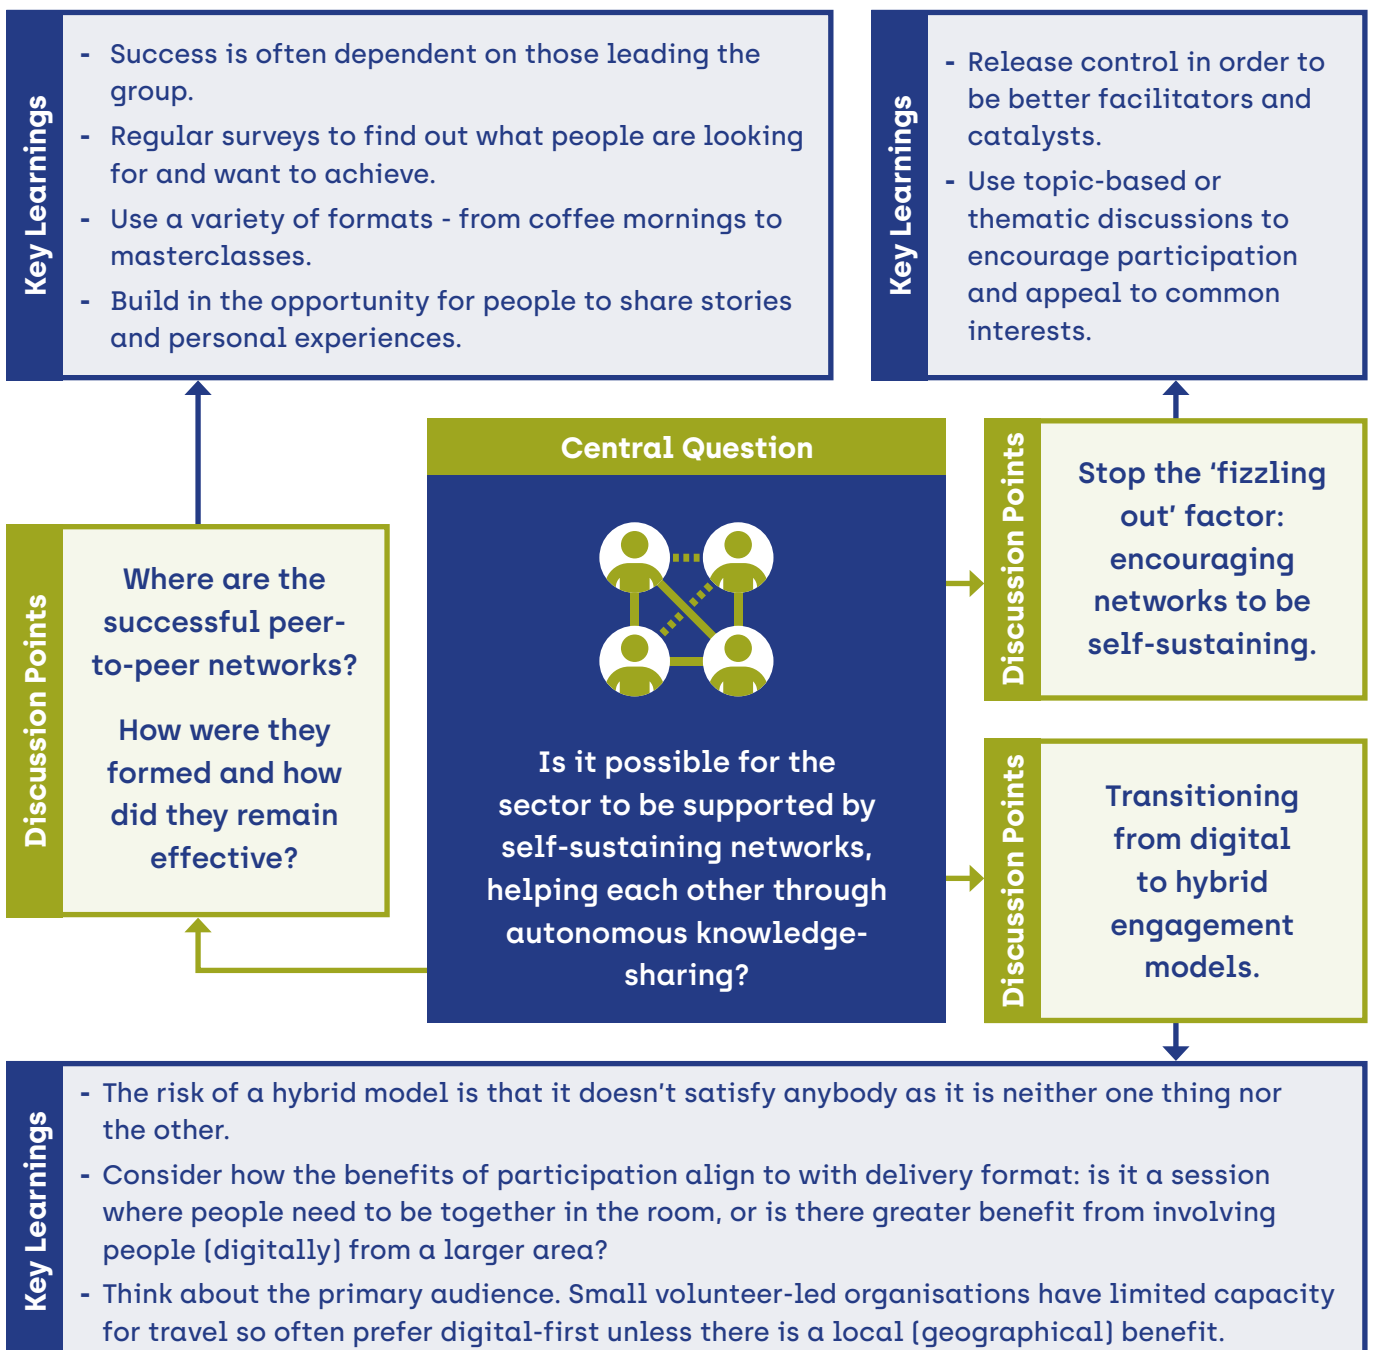 Key Learnings
- Success is often dependent on those leading the
group.
- Regular surveys to find out what people are looking
for and want to achieve.
- Use a variety of formats - from coffee mornings to
masterclasses.
- Build in the opportunity for people to share stories
and personal experiences.
Key Learnings
- Release control in order to
be better facilitators and
catalysts.
- Use topic-based or
thematic discussions to
encourage participation
and appeal to common
interests.
Discussion Points
Where are the
successful peer-
to-peer networks?
How were they
formed and how
did they remain
effective?
Central Question
Is it possible for the
sector to be supported by
self-sustaining networks,
helping each other through
autonomous knowledge-
sharing?
Discussion Points
Stop the ‘fizzling
out’ factor:
encouraging
networks to be
self-sustaining.
Discussion Points
Transitioning
from digital
to hybrid
engagement
models.
Key Learnings
- The risk of a hybrid model is that it doesn’t satisfy anybody as it is neither one thing nor
the other.
- Consider how the benefits of participation align to with delivery format: is it a session
where people need to be together in the room, or is there greater benefit from involving
people (digitally) from a larger area?
- Think about the primary audience. Small volunteer-led organisations have limited capacity
for travel so often prefer digital-first unless there is a local (geographical) benefit.